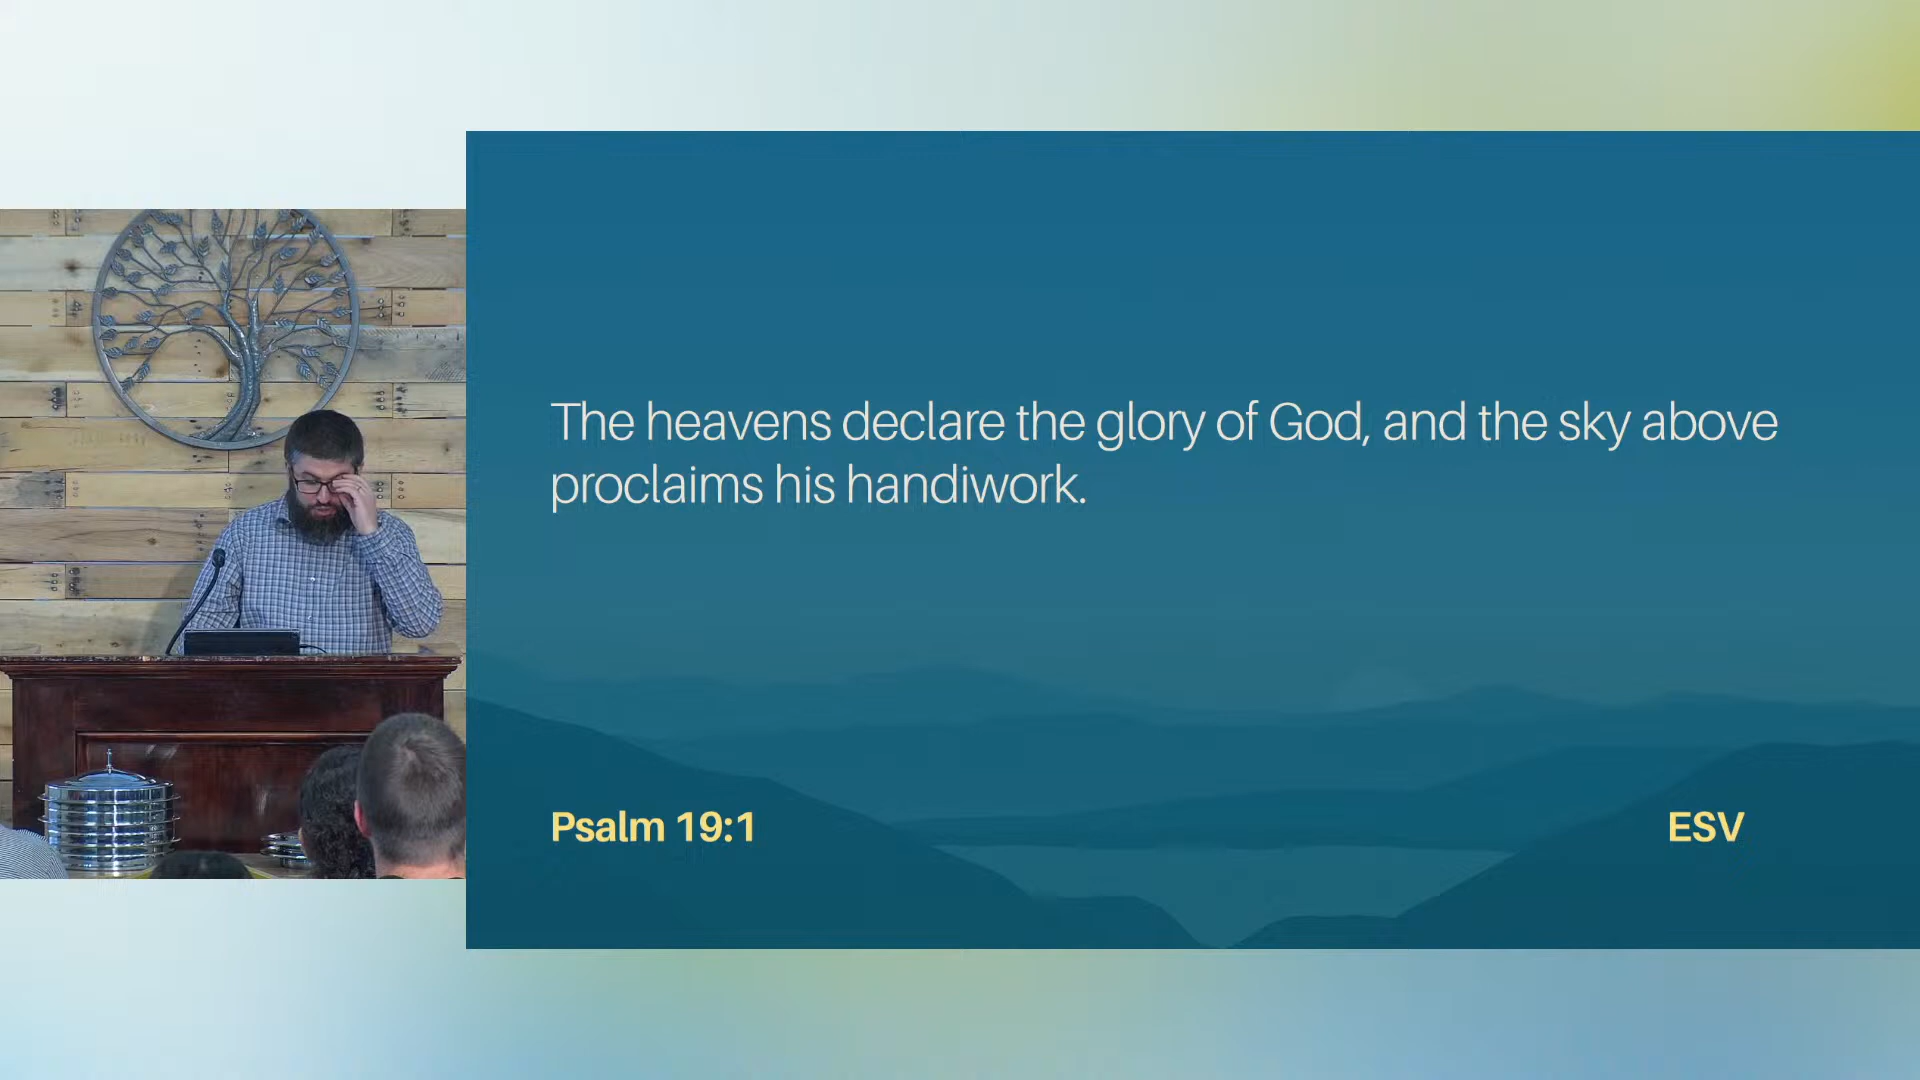 The heavens declare the glory of God, and the sky above
proclaims his handiwork.
Psalm 19:1
ESV